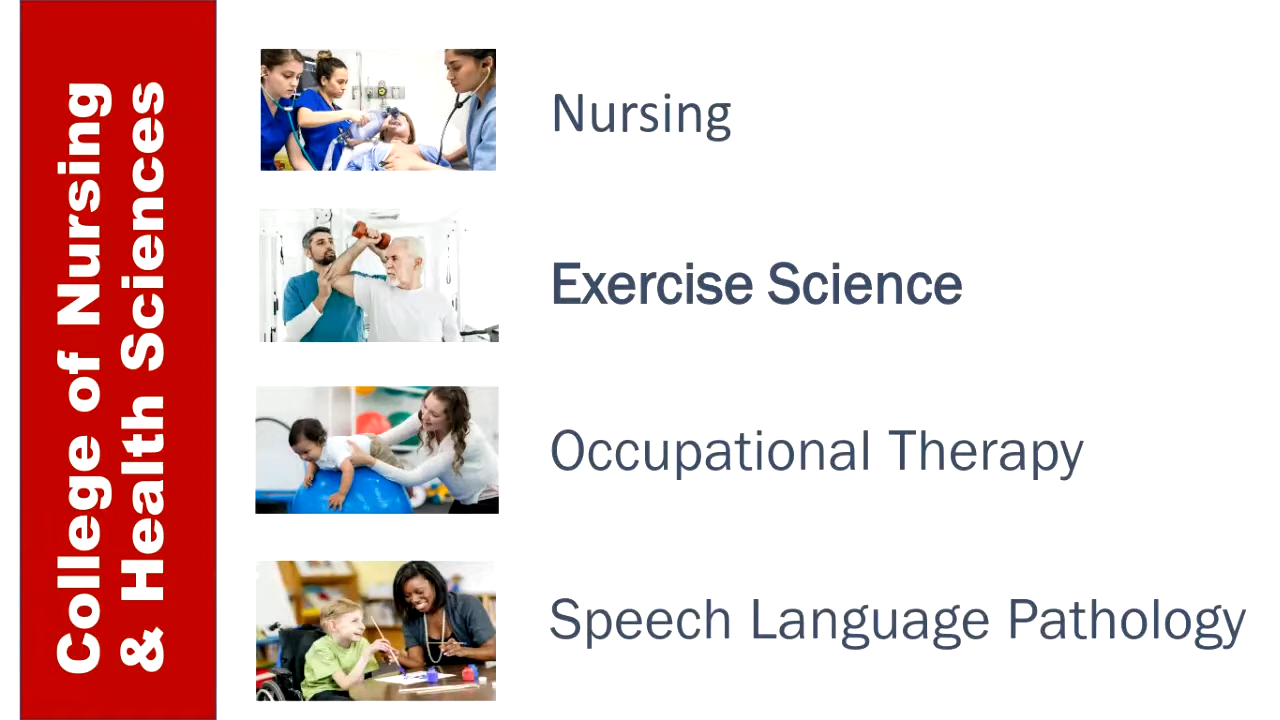 College of Nursing
& Health Sciences
Nursing
Exercise Science
Occupational Therapy
Speech Language Pathology